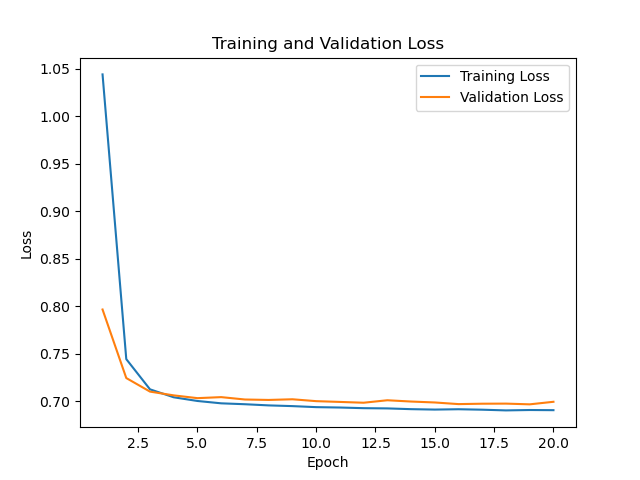 Training and Validation Loss
Training Loss
Validation Loss
1.05
1.00
0.95
0.90
0.85
0.80
0.75
0.70
Loss
2.5 5.0 7.5 10.0 12.5 15.0 17.5 20.0
Epoch